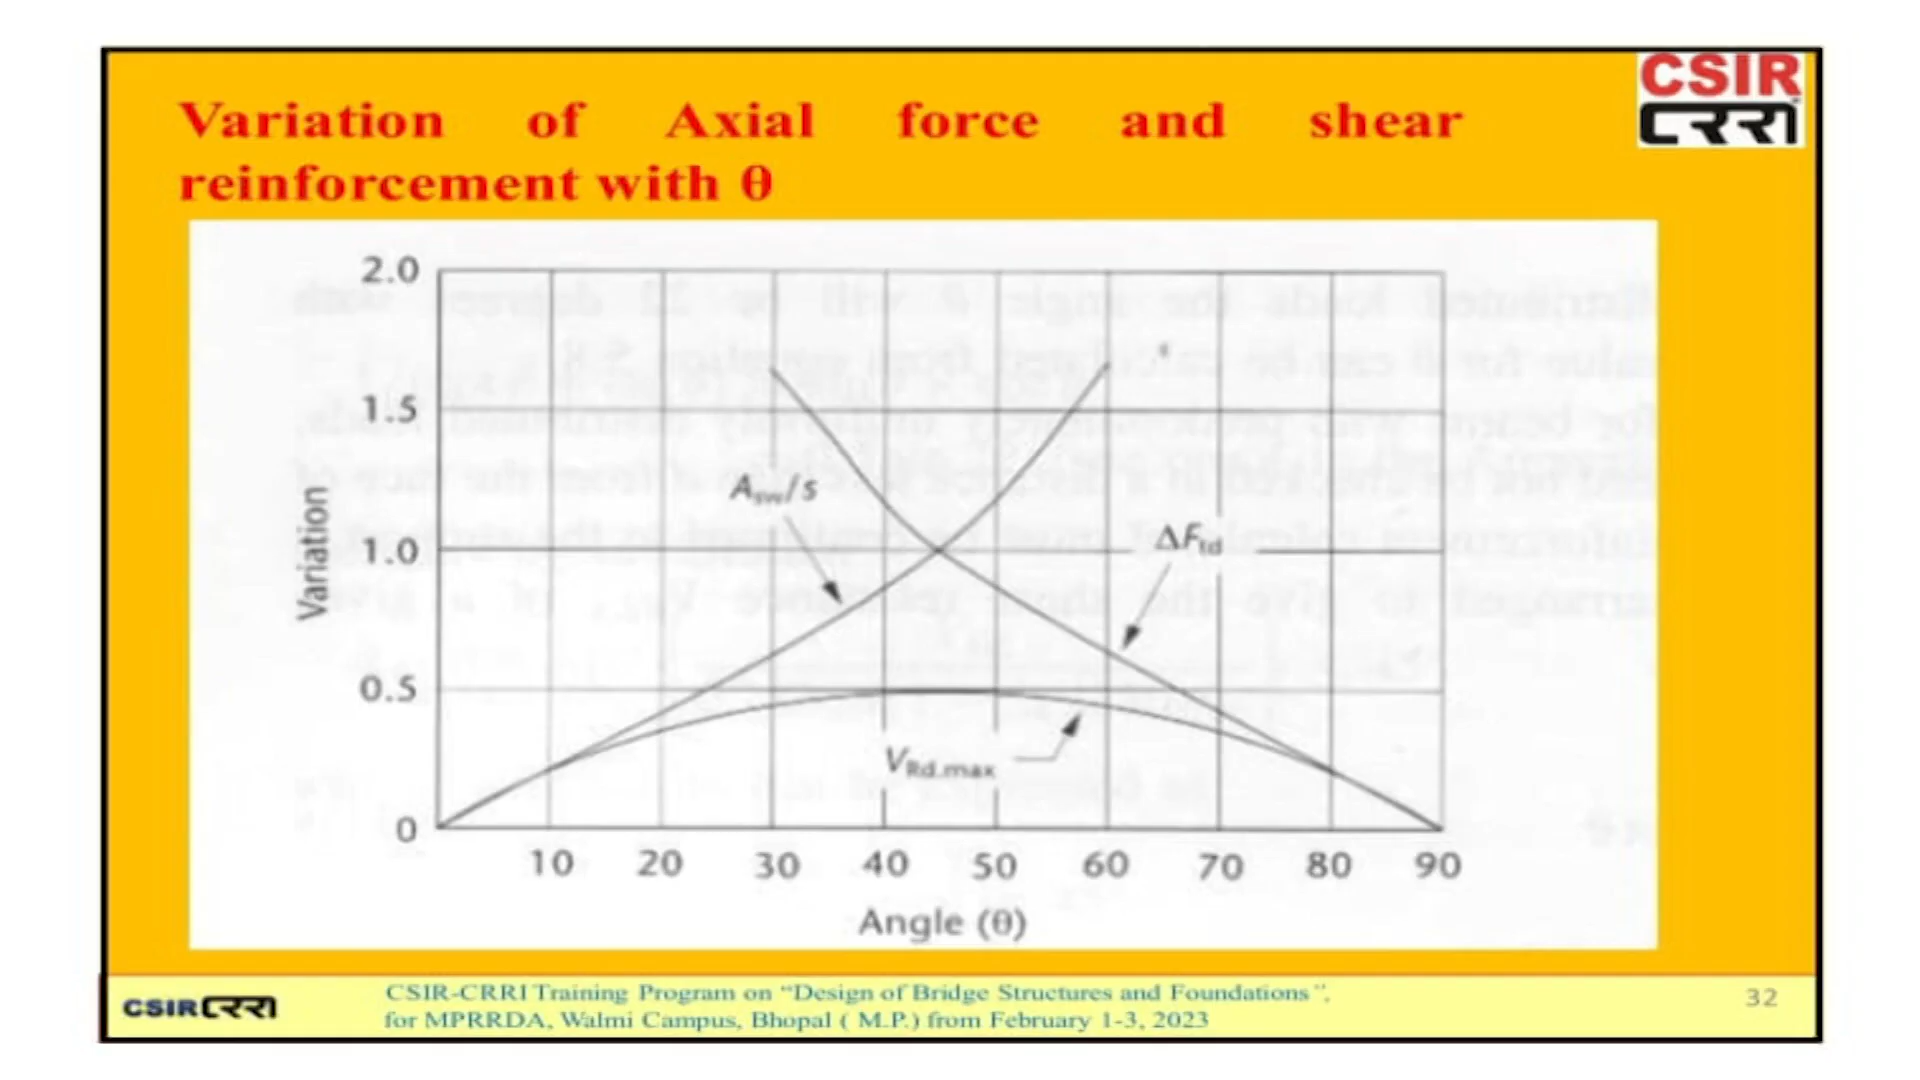 CSIR
CRRI
Variation of Axial force and shear
reinforcement with θ
2.0
1.5
1.0
0.5
0
Variation
Asw/s
ΔFtd
VRd.max
10 20 30 40 50 60 70 80 90
Angle (θ)
CSIR CRRI
CSIR-CRRI Training Program on “Design of Bridge Structures and Foundations”.
for MPRRDA, Walmi Campus, Bhopal ( M.P.) from February 1-3, 2023
32